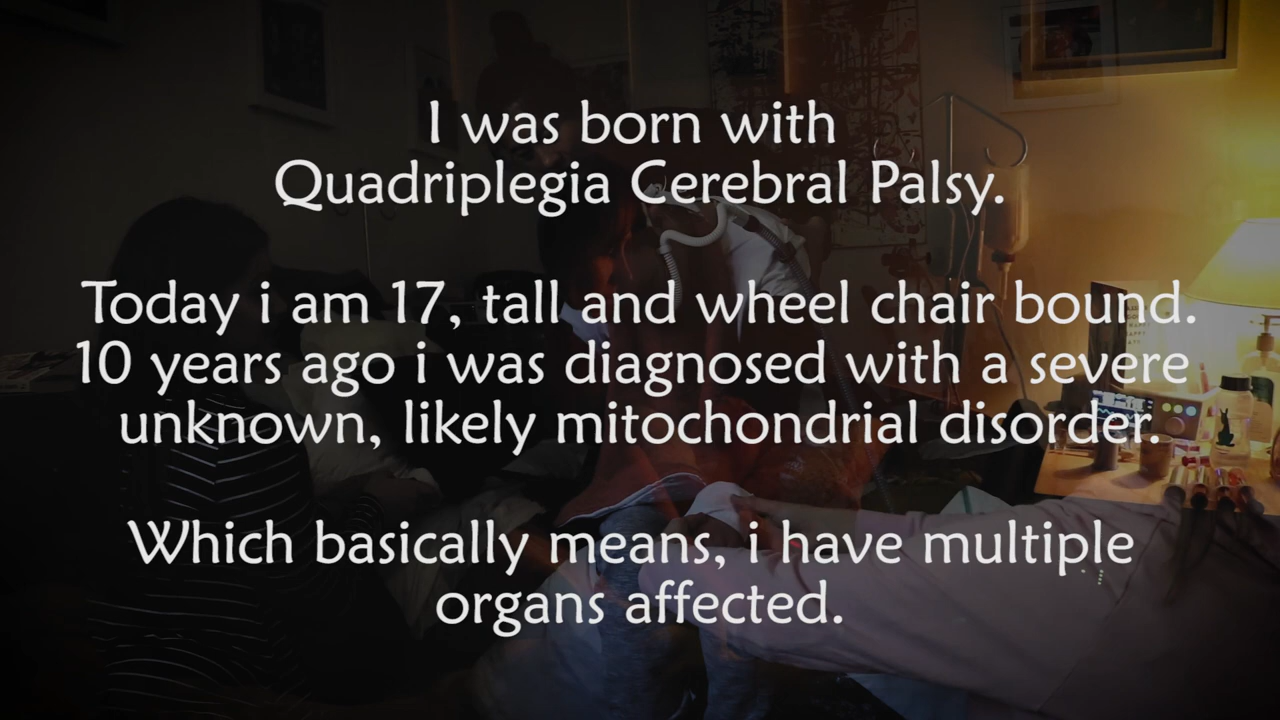 I was born with
Quadriplegia Cerebral Palsy.
Today i am 17, tall and wheel chair bound.
10 years ago i was diagnosed with a severe
unknown, likely mitochondrial disorder.
Which basically means, i have multiple
organs affected.